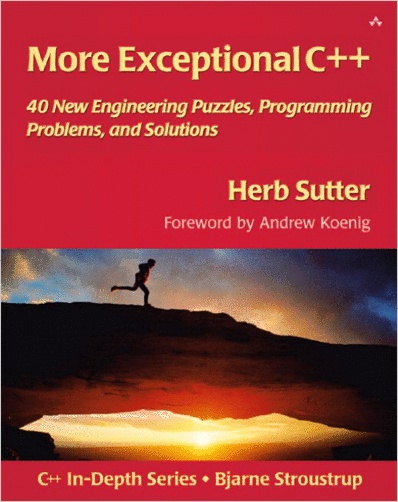 More Exceptional C++
40 New Engineering Puzzles, Programming
Problems, and Solutions
Herb Sutter
Foreword by Andrew Koenig
C++ In-Depth Series • Bjarne Stroustrup